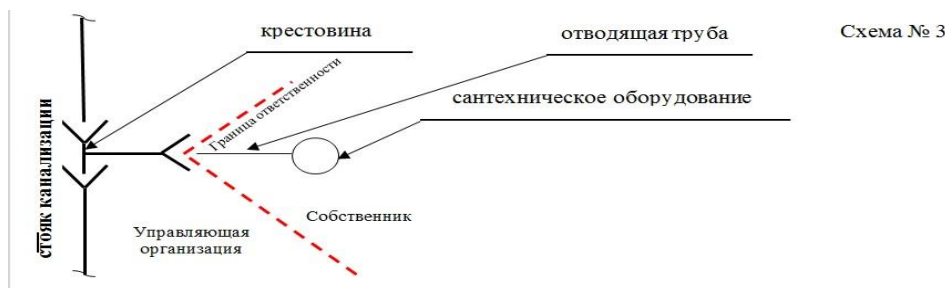 крестовина
отводящая труба
Схема № 3
Граница ответственности
сантехническое оборудование
стояк канализации
Собственник
Управляющая
организация